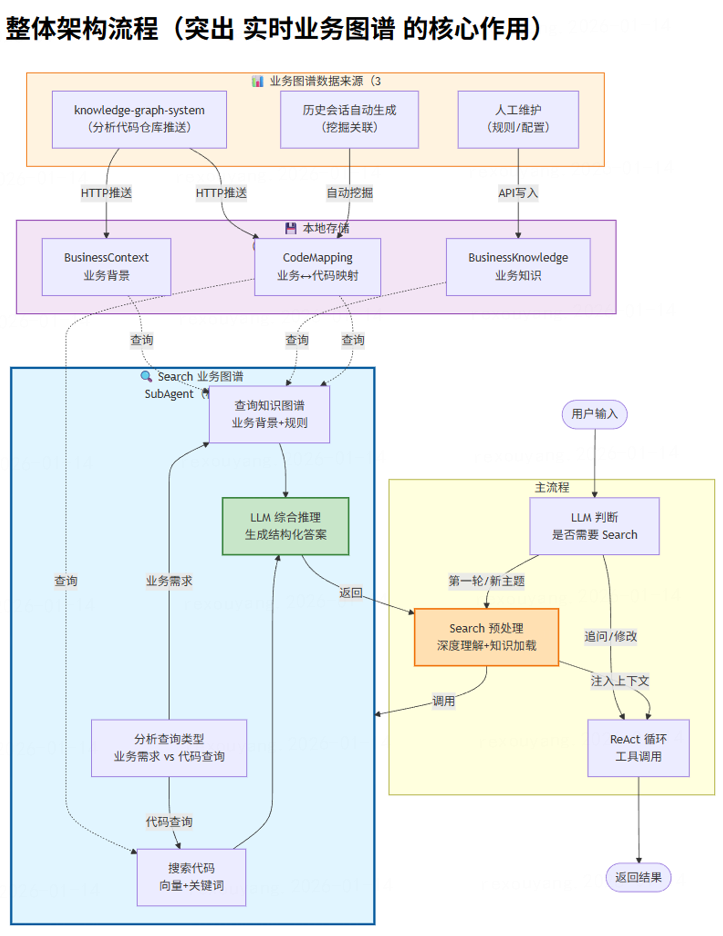 整体架构流程（突出 实时业务图谱 的核心作用）
业务图谱数据来源（3
knowledge-graph-system
（分析代码仓库推送）
历史会话自动生成
（挖掘关联）
人工维护
（规则/配置）
HTTP推送
HTTP推送
自动挖掘
API写入
本地存储
BusinessContext
业务背景
CodeMapping
业务↔代码映射
BusinessKnowledge
业务知识
查询
查询
查询
Search 业务图谱
SubAgent
查询知识图谱
业务背景+规则
用户输入
主流程
LLM 综合推理
生成结构化答案
LLM 判断
是否需要 Search
查询
业务需求
返回
第一轮/新主题
Search 预处理
深度理解+知识加载
追问/修改
注入上下文
调用
分析查询类型
业务需求 vs 代码查询
ReAct 循环
工具调用
代码查询
搜索代码
向量+关键词
返回结果